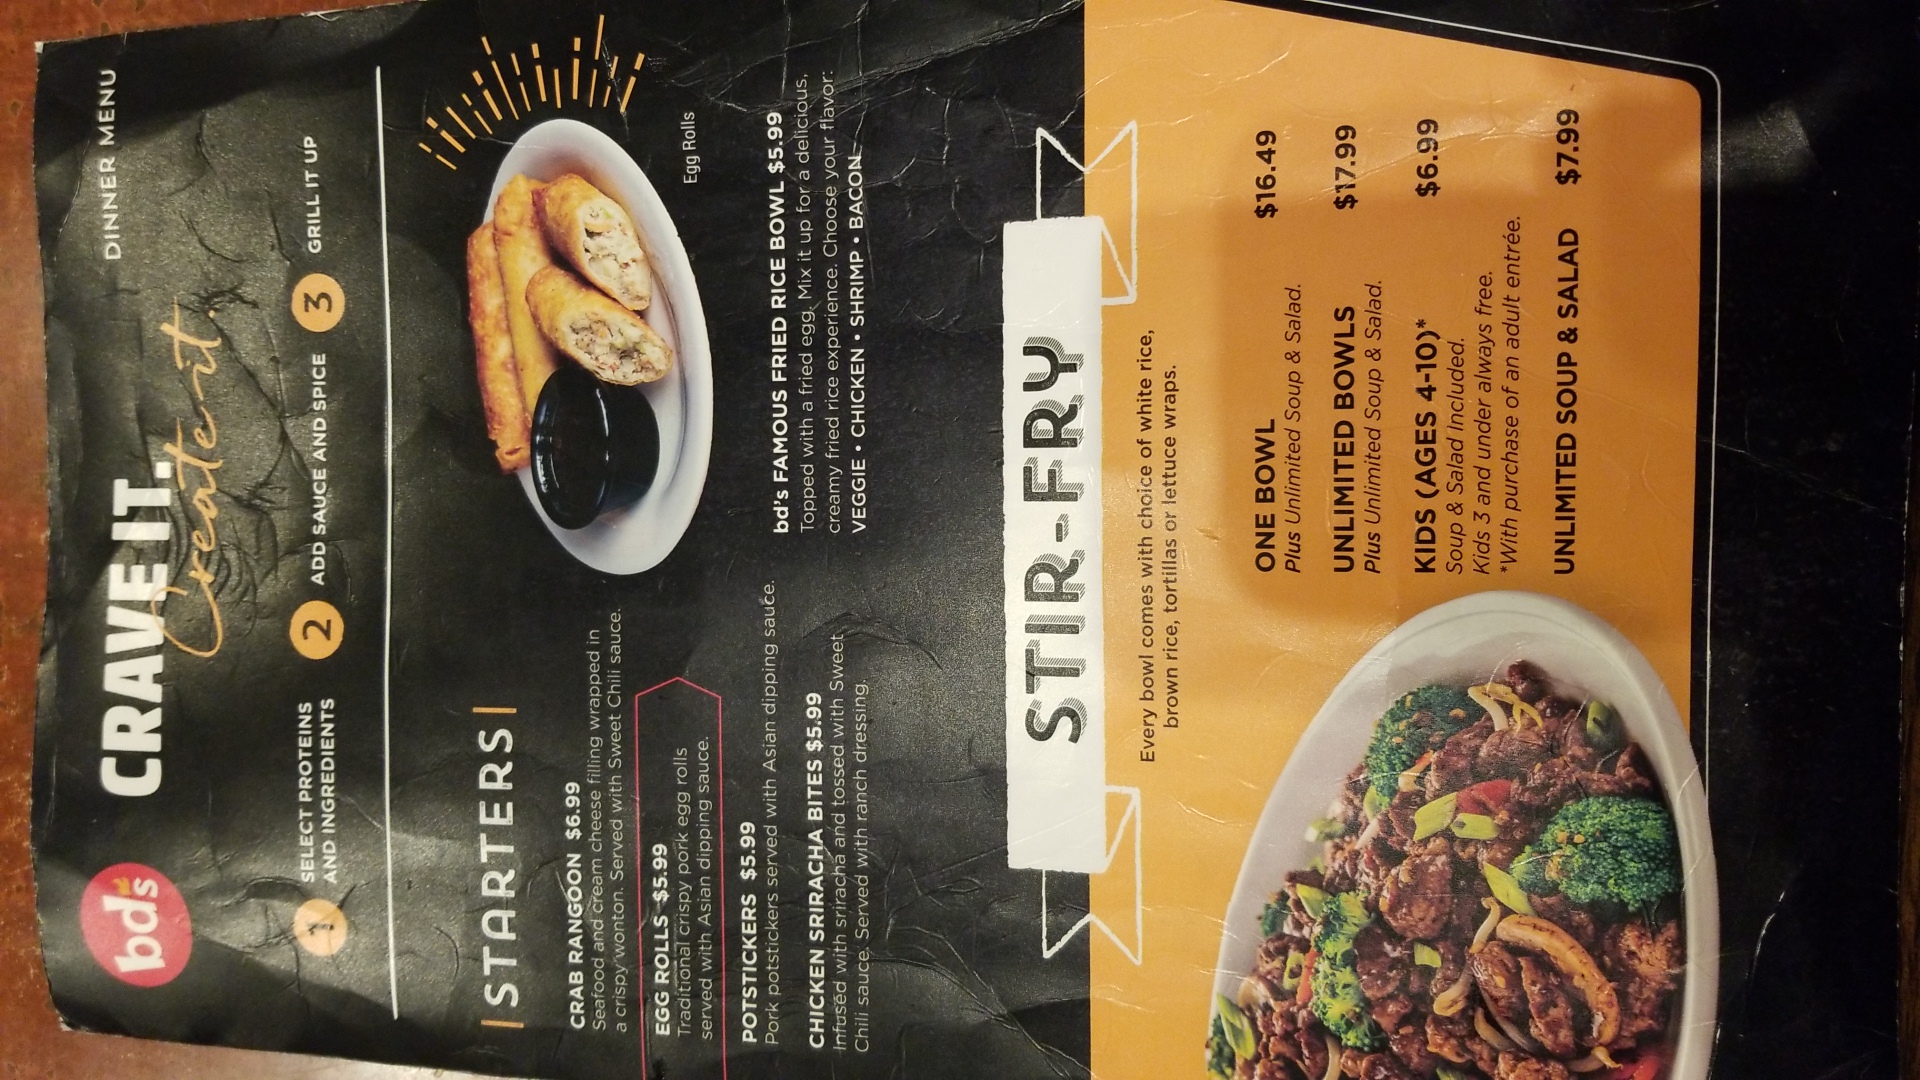 bd's
CRAVE IT.
Create it.
DINNER MENU
1
SELECT PROTEINS
AND INGREDIENTS
2
ADD SAUCE AND SPICE
3
GRILL IT UP
STARTERS
CRAB RANGOON $6.99
Seafood and cream cheese filling wrapped in
a crispy wonton. Served with Sweet Chili sauce.
EGG ROLLS $5.99
Traditional crispy pork egg rolls
served with Asian dipping sauce.
POTSTICKERS $5.99
Pork potstickers served with Asian dipping sauce.
CHICKEN SRIRACHA BITES $5.99
Infused with sriracha and tossed with Sweet
Chili sauce. Served with ranch dressing.
Egg Rolls
bd's FAMOUS FRIED RICE BOWL $5.99
Topped with a fried egg. Mix it up for a delicious,
creamy fried rice experience. Choose your flavor:
VEGGIE • CHICKEN • SHRIMP • BACON
STIR-FRY
Every bowl comes with choice of white rice,
brown rice, tortillas or lettuce wraps.
ONE BOWL $16.49
Plus Unlimited Soup & Salad.
UNLIMITED BOWLS $17.99
Plus Unlimited Soup & Salad.
KIDS (AGES 4-10)* $6.99
Soup & Salad Included.
Kids 3 and under always free.
*With purchase of an adult entrée.
UNLIMITED SOUP & SALAD $7.99